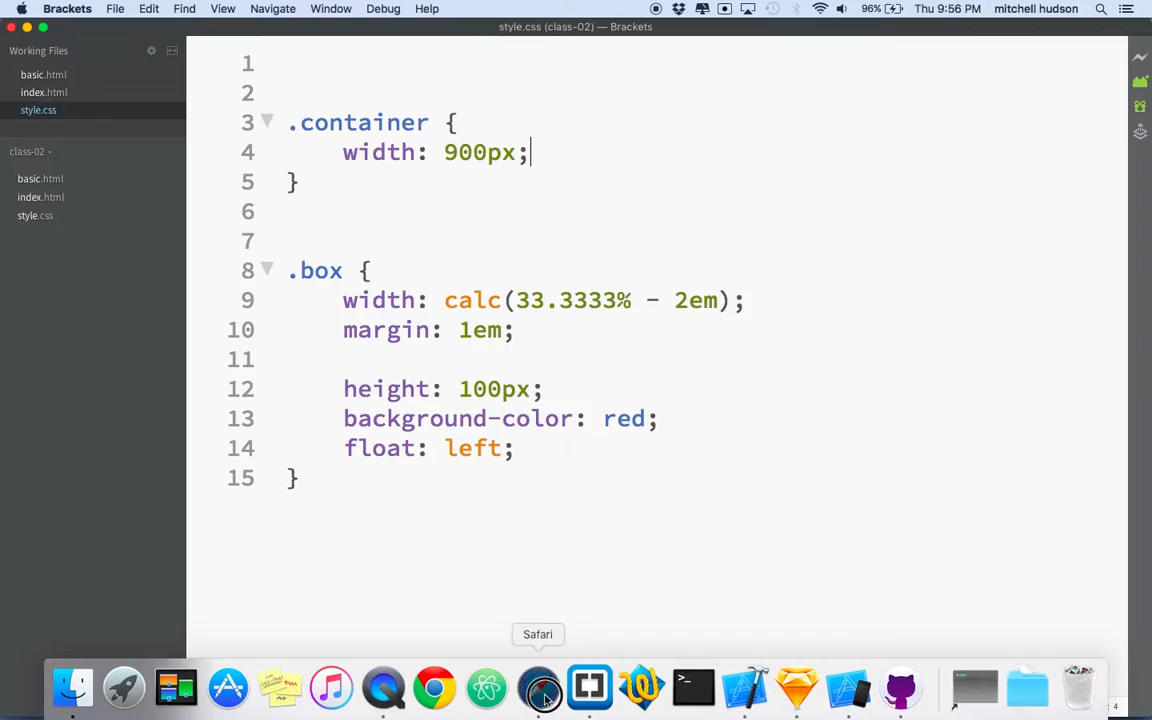 Brackets File Edit Find View Navigate Window Debug Help 96% Thu 9:56 PM mitchell hudson
style.css (class-02) — Brackets
Working Files
basic.html
index.html
style.css
class-02
basic.html
index.html
style.css
1
2
3 .container {
4 width: 900px;
5 }
6
7
8 .box {
9 width: calc(33.3333% - 2em);
10 margin: 1em;
11
12 height: 100px;
13 background-color: red;
14 float: left;
15 }
Safari
: 4